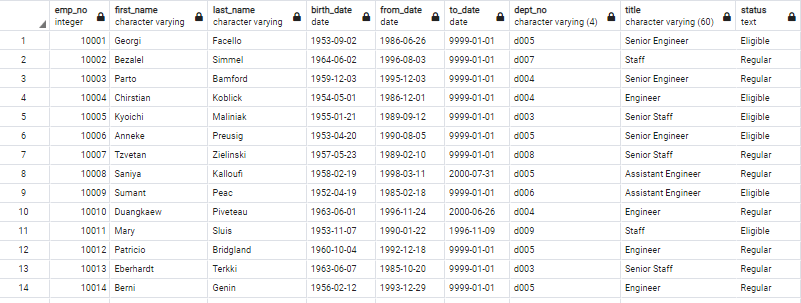 emp_no first_name last_name birth_date from_date to_date dept_no title status
integer character varying character varying date date date character varying (4) character varying (60) text
1 10001 Georgi Facello 1953-09-02 1986-06-26 9999-01-01 d005 Senior Engineer Eligible
2 10002 Bezalel Simmel 1964-06-02 1996-08-03 9999-01-01 d007 Staff Regular
3 10003 Parto Bamford 1959-12-03 1995-12-03 9999-01-01 d004 Senior Engineer Regular
4 10004 Chirstian Koblick 1954-05-01 1986-12-01 9999-01-01 d004 Engineer Eligible
5 10005 Kyoichi Maliniak 1955-01-21 1989-09-12 9999-01-01 d003 Senior Staff Eligible
6 10006 Anneke Preusig 1953-04-20 1990-08-05 9999-01-01 d005 Senior Engineer Eligible
7 10007 Tzvetan Zielinski 1957-05-23 1989-02-10 9999-01-01 d008 Senior Staff Regular
8 10008 Saniya Kalloufi 1958-02-19 1998-03-11 2000-07-31 d005 Assistant Engineer Regular
9 10009 Sumant Peac 1952-04-19 1985-02-18 9999-01-01 d006 Assistant Engineer Eligible
10 10010 Duangkaew Piveteau 1963-06-01 1996-11-24 2000-06-26 d004 Engineer Regular
11 10011 Mary Sluis 1953-11-07 1990-01-22 1996-11-09 d009 Staff Eligible
12 10012 Patricio Bridgland 1960-10-04 1992-12-18 9999-01-01 d005 Engineer Regular
13 10013 Eberhardt Terkki 1963-06-07 1985-10-20 9999-01-01 d003 Senior Staff Regular
14 10014 Berni Genin 1956-02-12 1993-12-29 9999-01-01 d005 Engineer Regular